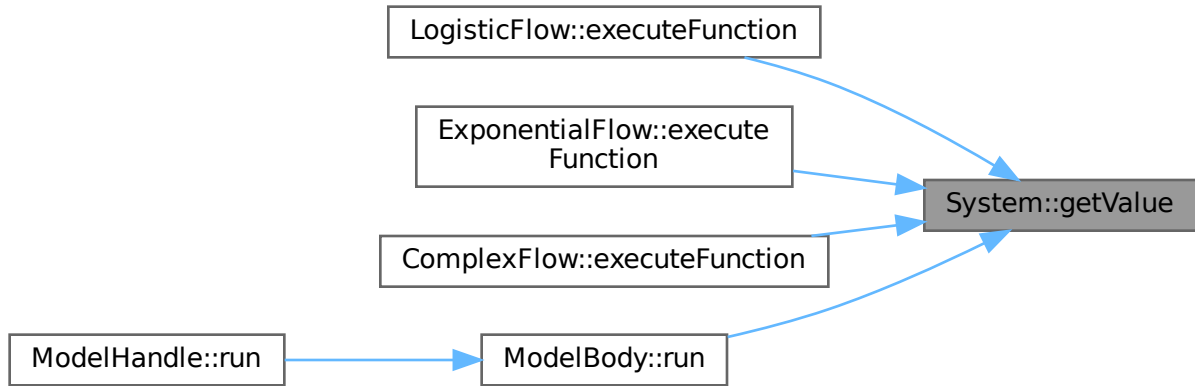 LogisticFlow::executeFunction
ExponentialFlow::execute
Function
System::getValue
ComplexFlow::executeFunction
ModelHandle::run
ModelBody::run